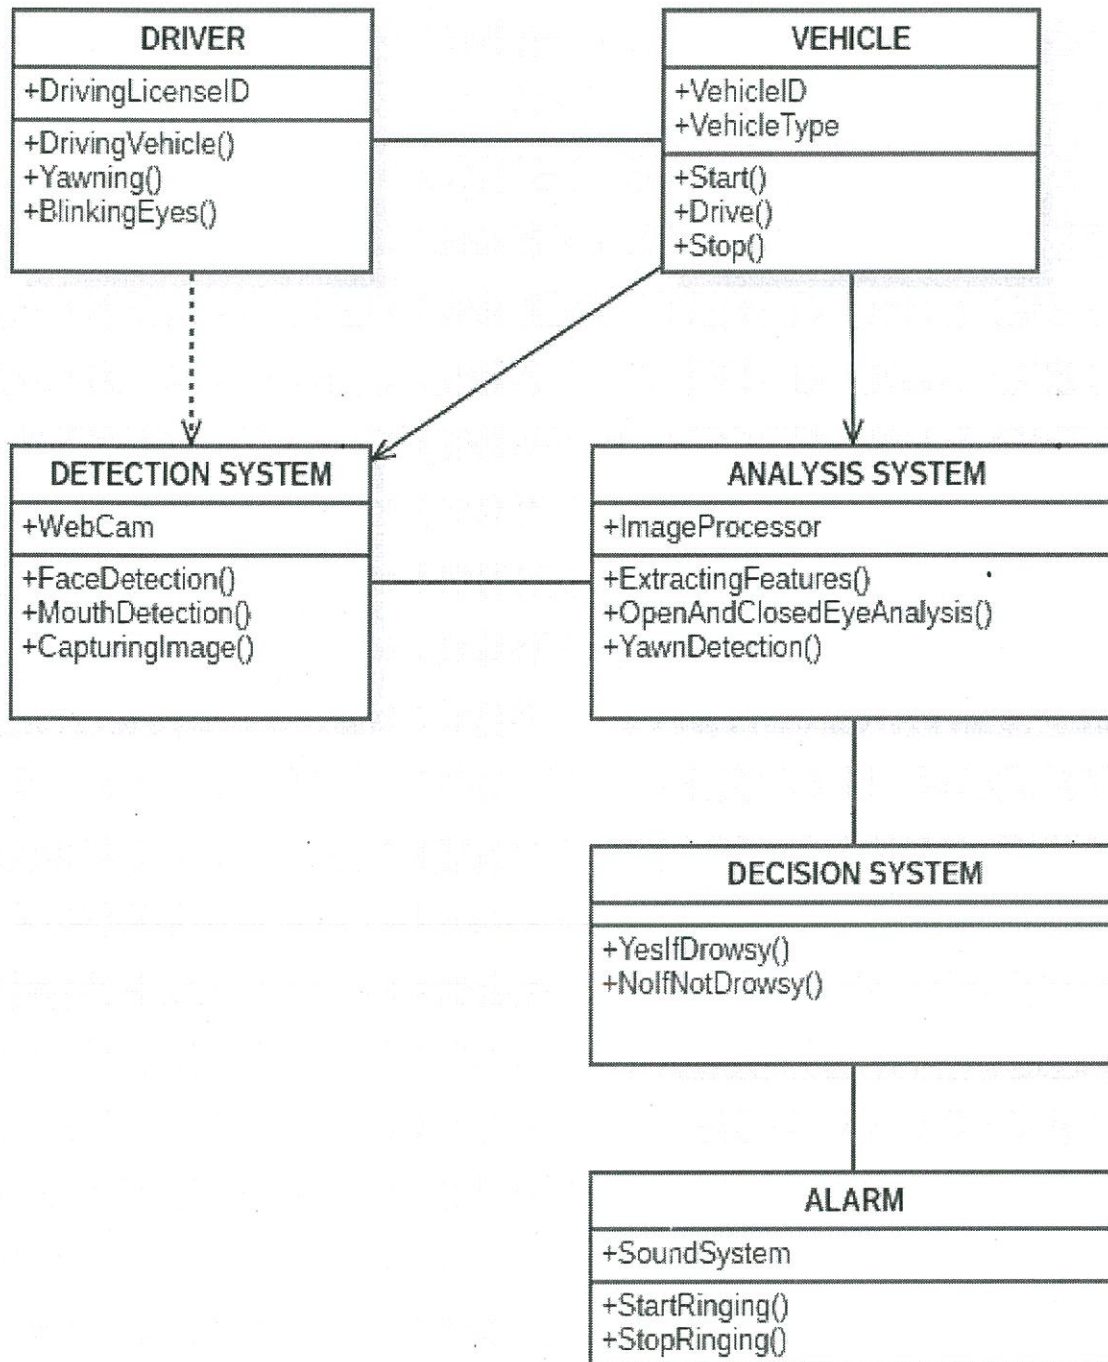 DRIVER
+DrivingLicenseID
+DrivingVehicle()
+Yawning()
+BlinkingEyes()
VEHICLE
+VehicleID
+VehicleType
+Start()
+Drive()
+Stop()
DETECTION SYSTEM
+WebCam
+FaceDetection()
+MouthDetection()
+CapturingImage()
ANALYSIS SYSTEM
+ImageProcessor
+ExtractingFeatures()
+OpenAndClosedEyeAnalysis()
+YawnDetection()
DECISION SYSTEM
+YesIfDrowsy()
+NoIfNotDrowsy()
ALARM
+SoundSystem
+StartRinging()
+StopRinging()